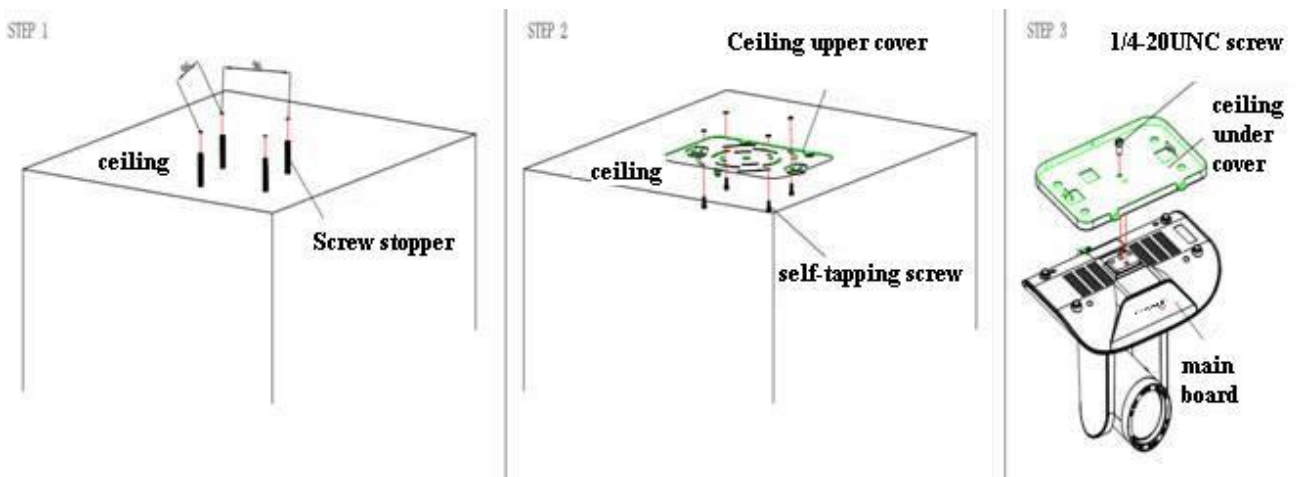 STEP 1
ceiling
Screw stopper
STEP 2
Ceiling upper cover
ceiling
self-tapping screw
STEP 3
1/4-20UNC screw
ceiling
under
cover
main
board